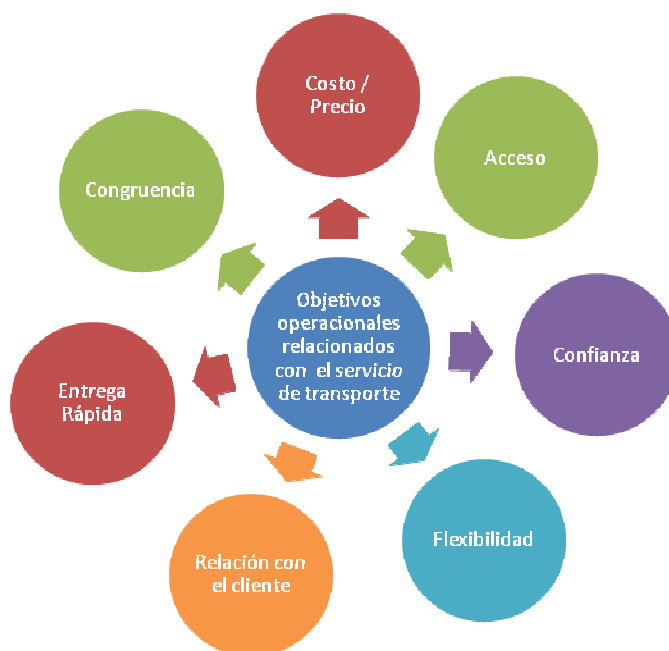 Costo /
Precio
Acceso
Confianza
Flexibilidad
Relación con
el cliente
Entrega
Rápida
Congruencia
Objetivos
operacionales
relacionados
con el servicio
de transporte